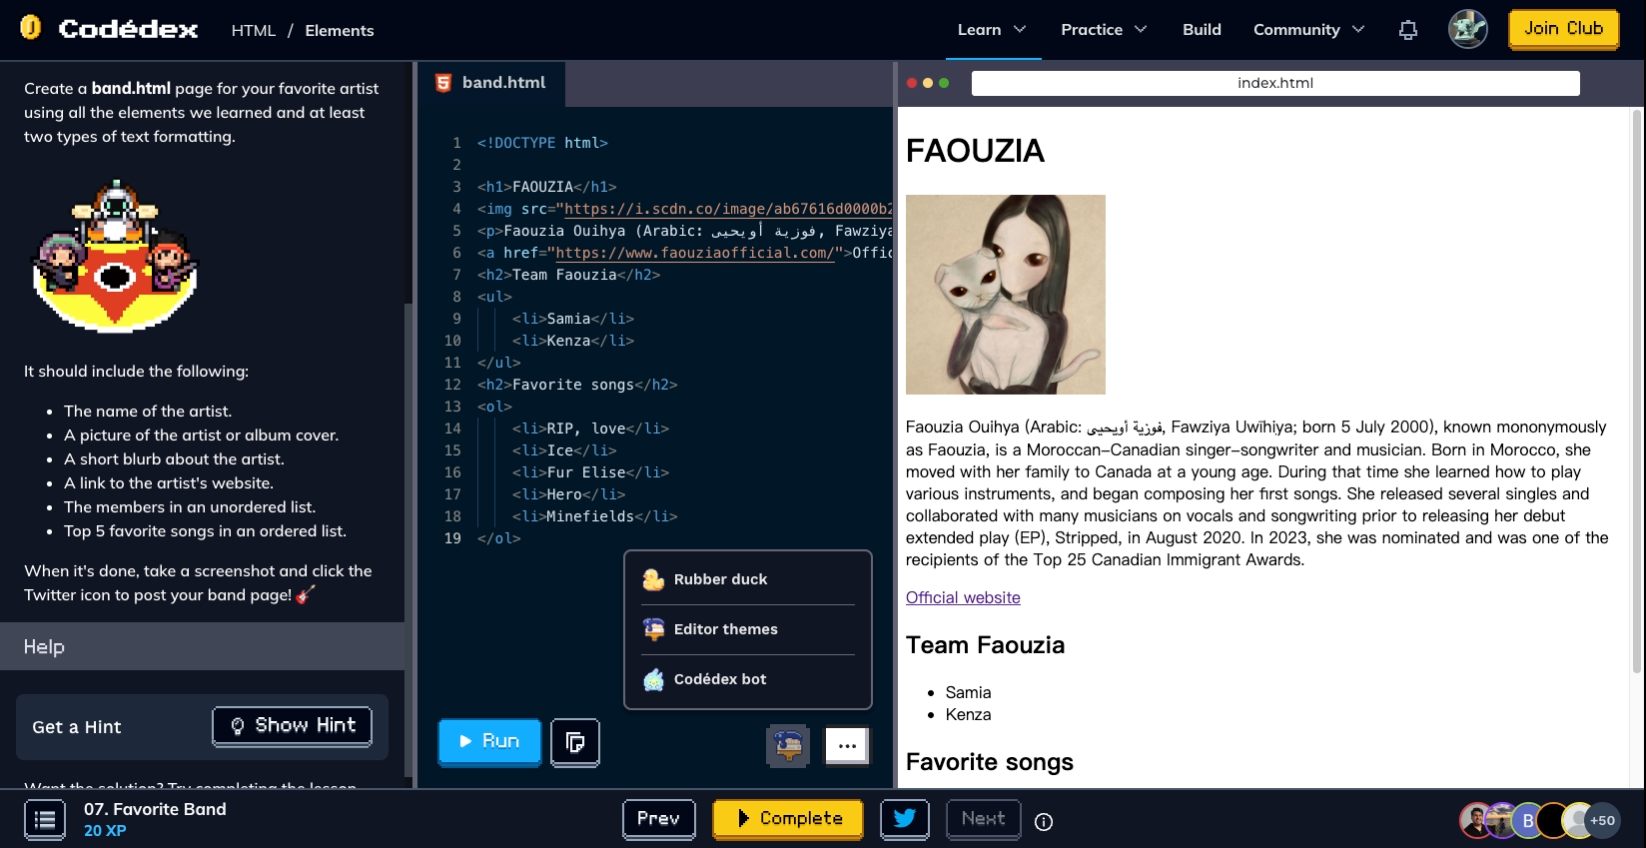 Codédex
HTML / Elements
Learn
Practice
Build
Community
Join Club
Create a band.html page for your favorite artist
using all the elements we learned and at least
two types of text formatting.
It should include the following:
The name of the artist.
A picture of the artist or album cover.
A short blurb about the artist.
A link to the artist's website.
The members in an unordered list.
Top 5 favorite songs in an ordered list.
When it's done, take a screenshot and click the
Twitter icon to post your band page! 🎸
Help
Get a Hint
Show Hint
Want the solution? Try completing the lesson
band.html
1 <!DOCTYPE html>
2
3 <h1>FAOUZIA</h1>
4 <img src="https://i.scdn.co/image/ab67616d0000b2
5 <p>Faouzia Ouihya (Arabic: فوزية أويحيى, Fawziya
6 <a href="https://www.faouziaofficial.com/">Offic
7 <h2>Team Faouzia</h2>
8 <ul>
9 <li>Samia</li>
10 <li>Kenza</li>
11 </ul>
12 <h2>Favorite songs</h2>
13 <ol>
14 <li>RIP, love</li>
15 <li>Ice</li>
16 <li>Fur Elise</li>
17 <li>Hero</li>
18 <li>Minefields</li>
19 </ol>
Rubber duck
Editor themes
Codédex bot
Run
...
index.html
FAOUZIA
Faouzia Ouihya (Arabic: فوزية أويحيى, Fawziya Uwīḥiya; born 5 July 2000), known mononymously
as Faouzia, is a Moroccan-Canadian singer-songwriter and musician. Born in Morocco, she
moved with her family to Canada at a young age. During that time she learned how to play
various instruments, and began composing her first songs. She released several singles and
collaborated with many musicians on vocals and songwriting prior to releasing her debut
extended play (EP), Stripped, in August 2020. In 2023, she was nominated and was one of the
recipients of the Top 25 Canadian Immigrant Awards.
Official website
Team Faouzia
Samia
Kenza
Favorite songs
07. Favorite Band
20 XP
Prev
Complete
Next
B
+50